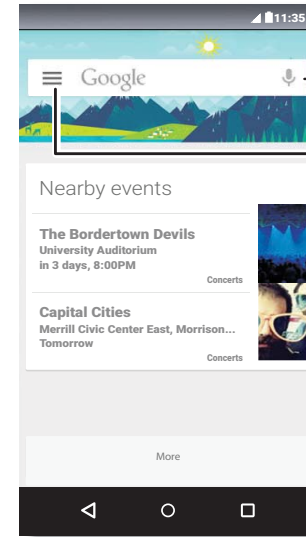 11:35
Google
Nearby events
The Bordertown Devils
University Auditorium
in 3 days, 8:00PM
Concerts
Capital Cities
Merrill Civic Center East, Morrison...
Tomorrow
Concerts
More